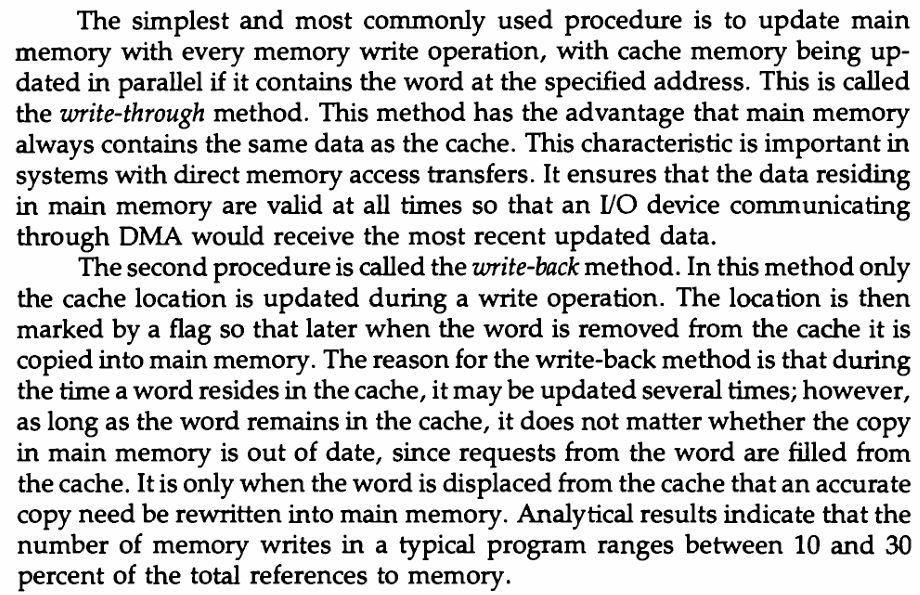 The simplest and most commonly used procedure is to update main
memory with every memory write operation, with cache memory being up-
dated in parallel if it contains the word at the specified address. This is called
the write-through method. This method has the advantage that main memory
always contains the same data as the cache. This characteristic is important in
systems with direct memory access transfers. It ensures that the data residing
in main memory are valid at all times so that an I/O device communicating
through DMA would receive the most recent updated data.
The second procedure is called the write-back method. In this method only
the cache location is updated during a write operation. The location is then
marked by a flag so that later when the word is removed from the cache it is
copied into main memory. The reason for the write-back method is that during
the time a word resides in the cache, it may be updated several times; however,
as long as the word remains in the cache, it does not matter whether the copy
in main memory is out of date, since requests from the word are filled from
the cache. It is only when the word is displaced from the cache that an accurate
copy need be rewritten into main memory. Analytical results indicate that the
number of memory writes in a typical program ranges between 10 and 30
percent of the total references to memory.